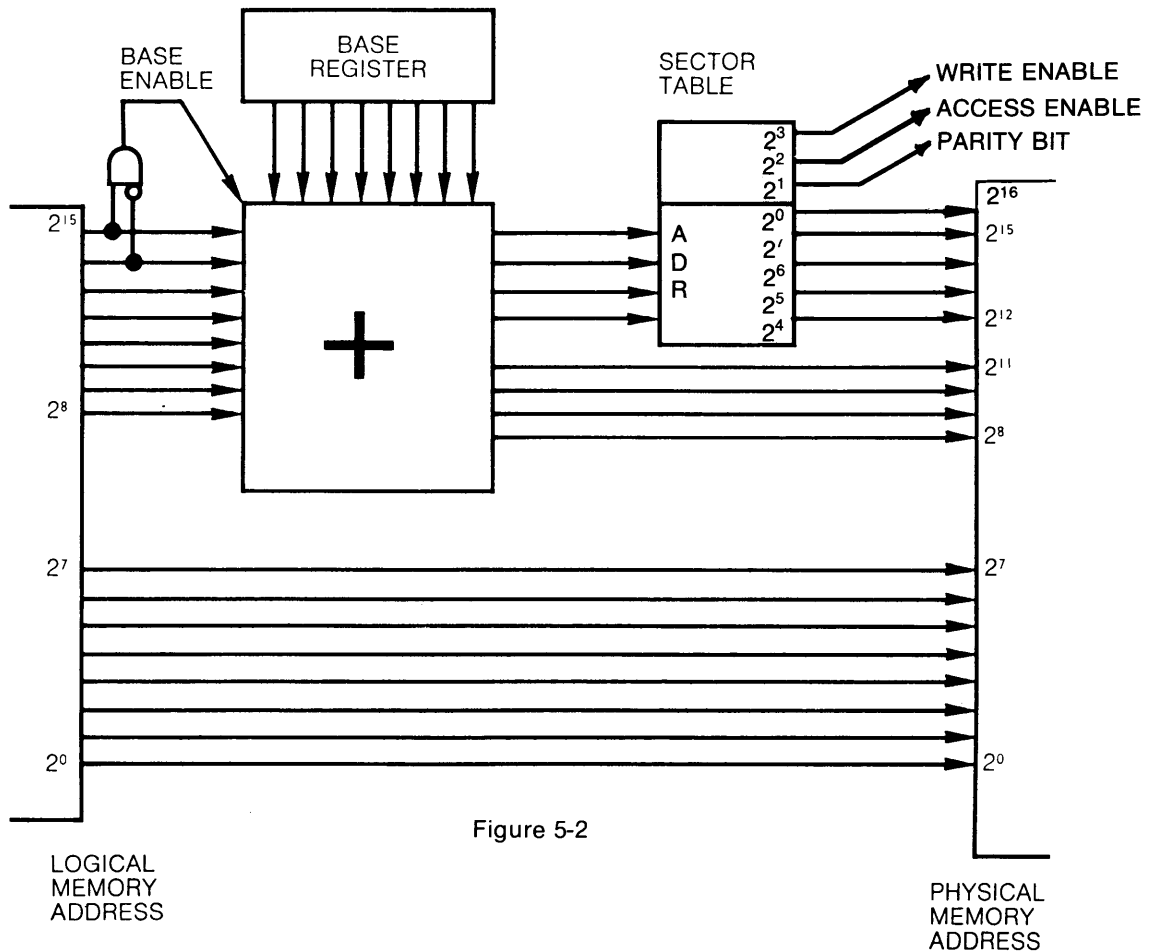 BASE
ENABLE
BASE
REGISTER
SECTOR
TABLE
WRITE ENABLE
ACCESS ENABLE
PARITY BIT
2³
2²
2¹
2⁰
2⁷
2⁶
2⁵
2⁴
A
D
R
2¹⁵
2⁸
2⁷
2⁰
2¹⁶
2¹⁵
2¹²
2¹¹
2⁸
2⁷
2⁰
Figure 5-2
LOGICAL
MEMORY
ADDRESS
PHYSICAL
MEMORY
ADDRESS